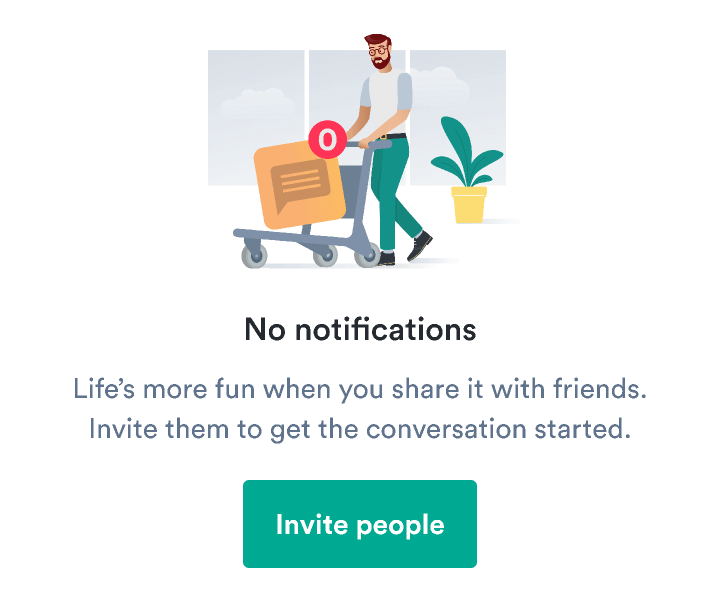 0
No notifications
Life’s more fun when you share it with friends.
Invite them to get the conversation started.
Invite people